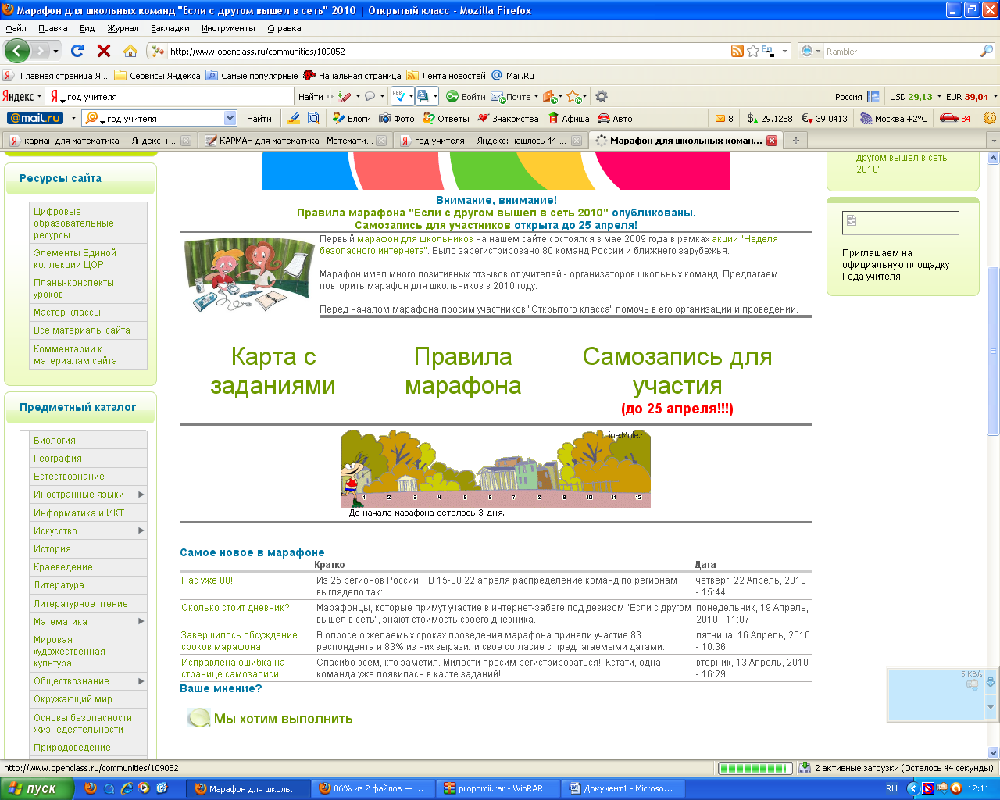 Марафон для школьных команд "Если с другом вышел в сеть" 2010 | Открытый класс - Mozilla Firefox
Файл Правка Вид Журнал Закладки Инструменты Справка
http://www.openclass.ru/communities/109052 Rambler
Главная страница Я... Сервисы Яндекса Самые популярные Начальная страница Лента новостей Mail.Ru
Яндекс год учителя Найти Войти Почта Россия USD 29,13 EUR 39,04
@mail.ru год учителя Найти! Блоги Фото Ответы Знакомства Афиша Авто 8 29.1288 39.0413 Москва +2°C 84
карман для математика — Яндекс: н... КАРМАН для математика - Математи... год учителя — Яндекс: нашлось 44 ... Марафон для школьных коман...
Ресурсы сайта
Цифровые
образовательные
ресурсы
Элементы Единой
коллекции ЦОР
Планы-конспекты
уроков
Мастер-классы
Все материалы сайта
Комментарии к
материалам сайта
Предметный каталог
Биология
География
Естествознание
Иностранные языки
Информатика и ИКТ
Искусство
История
Краеведение
Литература
Литературное чтение
Математика
Мировая
художественная
культура
Обществознание
Окружающий мир
Основы безопасности
жизнедеятельности
Природоведение
Внимание, внимание!
Правила марафона "Если с другом вышел в сеть 2010" опубликованы.
Самозапись для участников открыта до 25 апреля!
Первый марафон для школьников на нашем сайте состоялся в мае 2009 года в рамках акции "Неделя
безопасного интернета". Было зарегистрировано 80 команд России и ближнего зарубежья.
Марафон имел много позитивных отзывов от учителей - организаторов школьных команд. Предлагаем
повторить марафон для школьников в 2010 году.
Перед началом марафона просим участников "Открытого класса" помочь в его организации и проведении.
Карта с
заданиями
Правила
марафона
Самозапись для
участия
(до 25 апреля!!!)
Line.Mole.ru
1 2 3 4 5 6 7 8 9 10 11 12
До начала марафона осталось 3 дня.
Самое новое в марафоне
Кратко Дата
Нас уже 80! Из 25 регионов России! В 15-00 22 апреля распределение команд по регионам четверг, 22 Апрель, 2010
выглядело так: - 15:44
Сколько стоит дневник? Марафонцы, которые примут участие в интернет-забеге под девизом "Если с другом понедельник, 19 Апрель,
вышел в сеть", знают стоимость своего дневника. 2010 - 11:07
Завершилось обсуждение В опросе о желаемых сроках проведения марафона приняли участие 83 пятница, 16 Апрель, 2010
сроков марафона респондента и 83% из них выразили свое согласие с предлагаемыми датами. - 10:36
Исправлена ошибка на Спасибо всем, кто заметил. Милости просим регистрироваться!! Кстати, одна вторник, 13 Апрель, 2010
странице самозаписи! команда уже появилась в карте заданий! - 16:29
Ваше мнение?
Мы хотим выполнить
другом вышел в сеть
2010"
Приглашаем на
официальную площадку
Года учителя!
5 KB/s
http://www.openclass.ru/communities/109052 2 активные загрузки (Осталось 44 секунды)
пуск Марафон для школь... 86% из 2 файлов — ... proporcii.rar - WinRAR Документ1 - Microso... RU 12:11